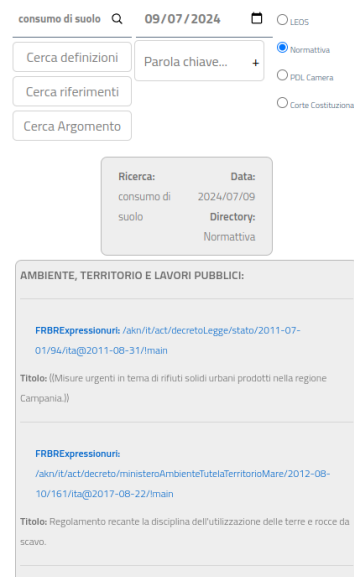 consumo di suolo
09/07/2024
LEOS
Normattiva
PDL Camera
Corte Costituziona
Cerca definizioni
Parola chiave... +
Cerca riferimenti
Cerca Argomento
Ricerca:
consumo di
suolo
Data:
2024/07/09
Directory:
Normattiva
AMBIENTE, TERRITORIO E LAVORI PUBBLICI:
FRBRExpressionuri: /akn/it/act/decretoLegge/stato/2011-07-
01/94/ita@2011-08-31/!main
Titolo: ((Misure urgenti in tema di rifiuti solidi urbani prodotti nella regione
Campania.))
FRBRExpressionuri:
/akn/it/act/decreto/ministeroAmbienteTutelaTerritorioMare/2012-08-
10/161/ita@2017-08-22/!main
Titolo: Regolamento recante la disciplina dell'utilizzazione delle terre e rocce da
scavo.